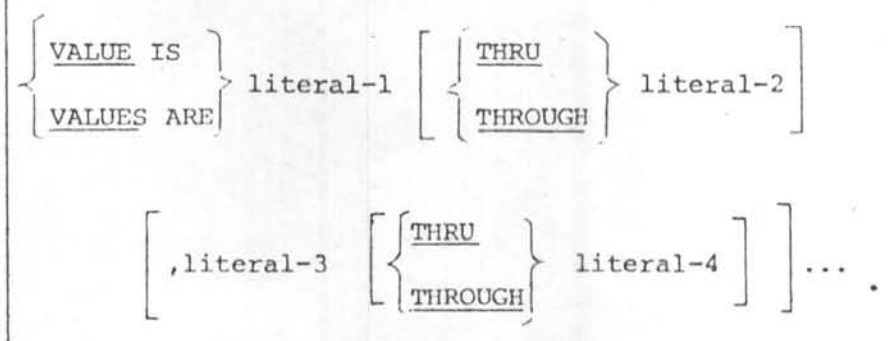 VALUE IS
VALUES ARE
literal-1
THRU
THROUGH
literal-2
,literal-3
THRU
THROUGH
literal-4
... .